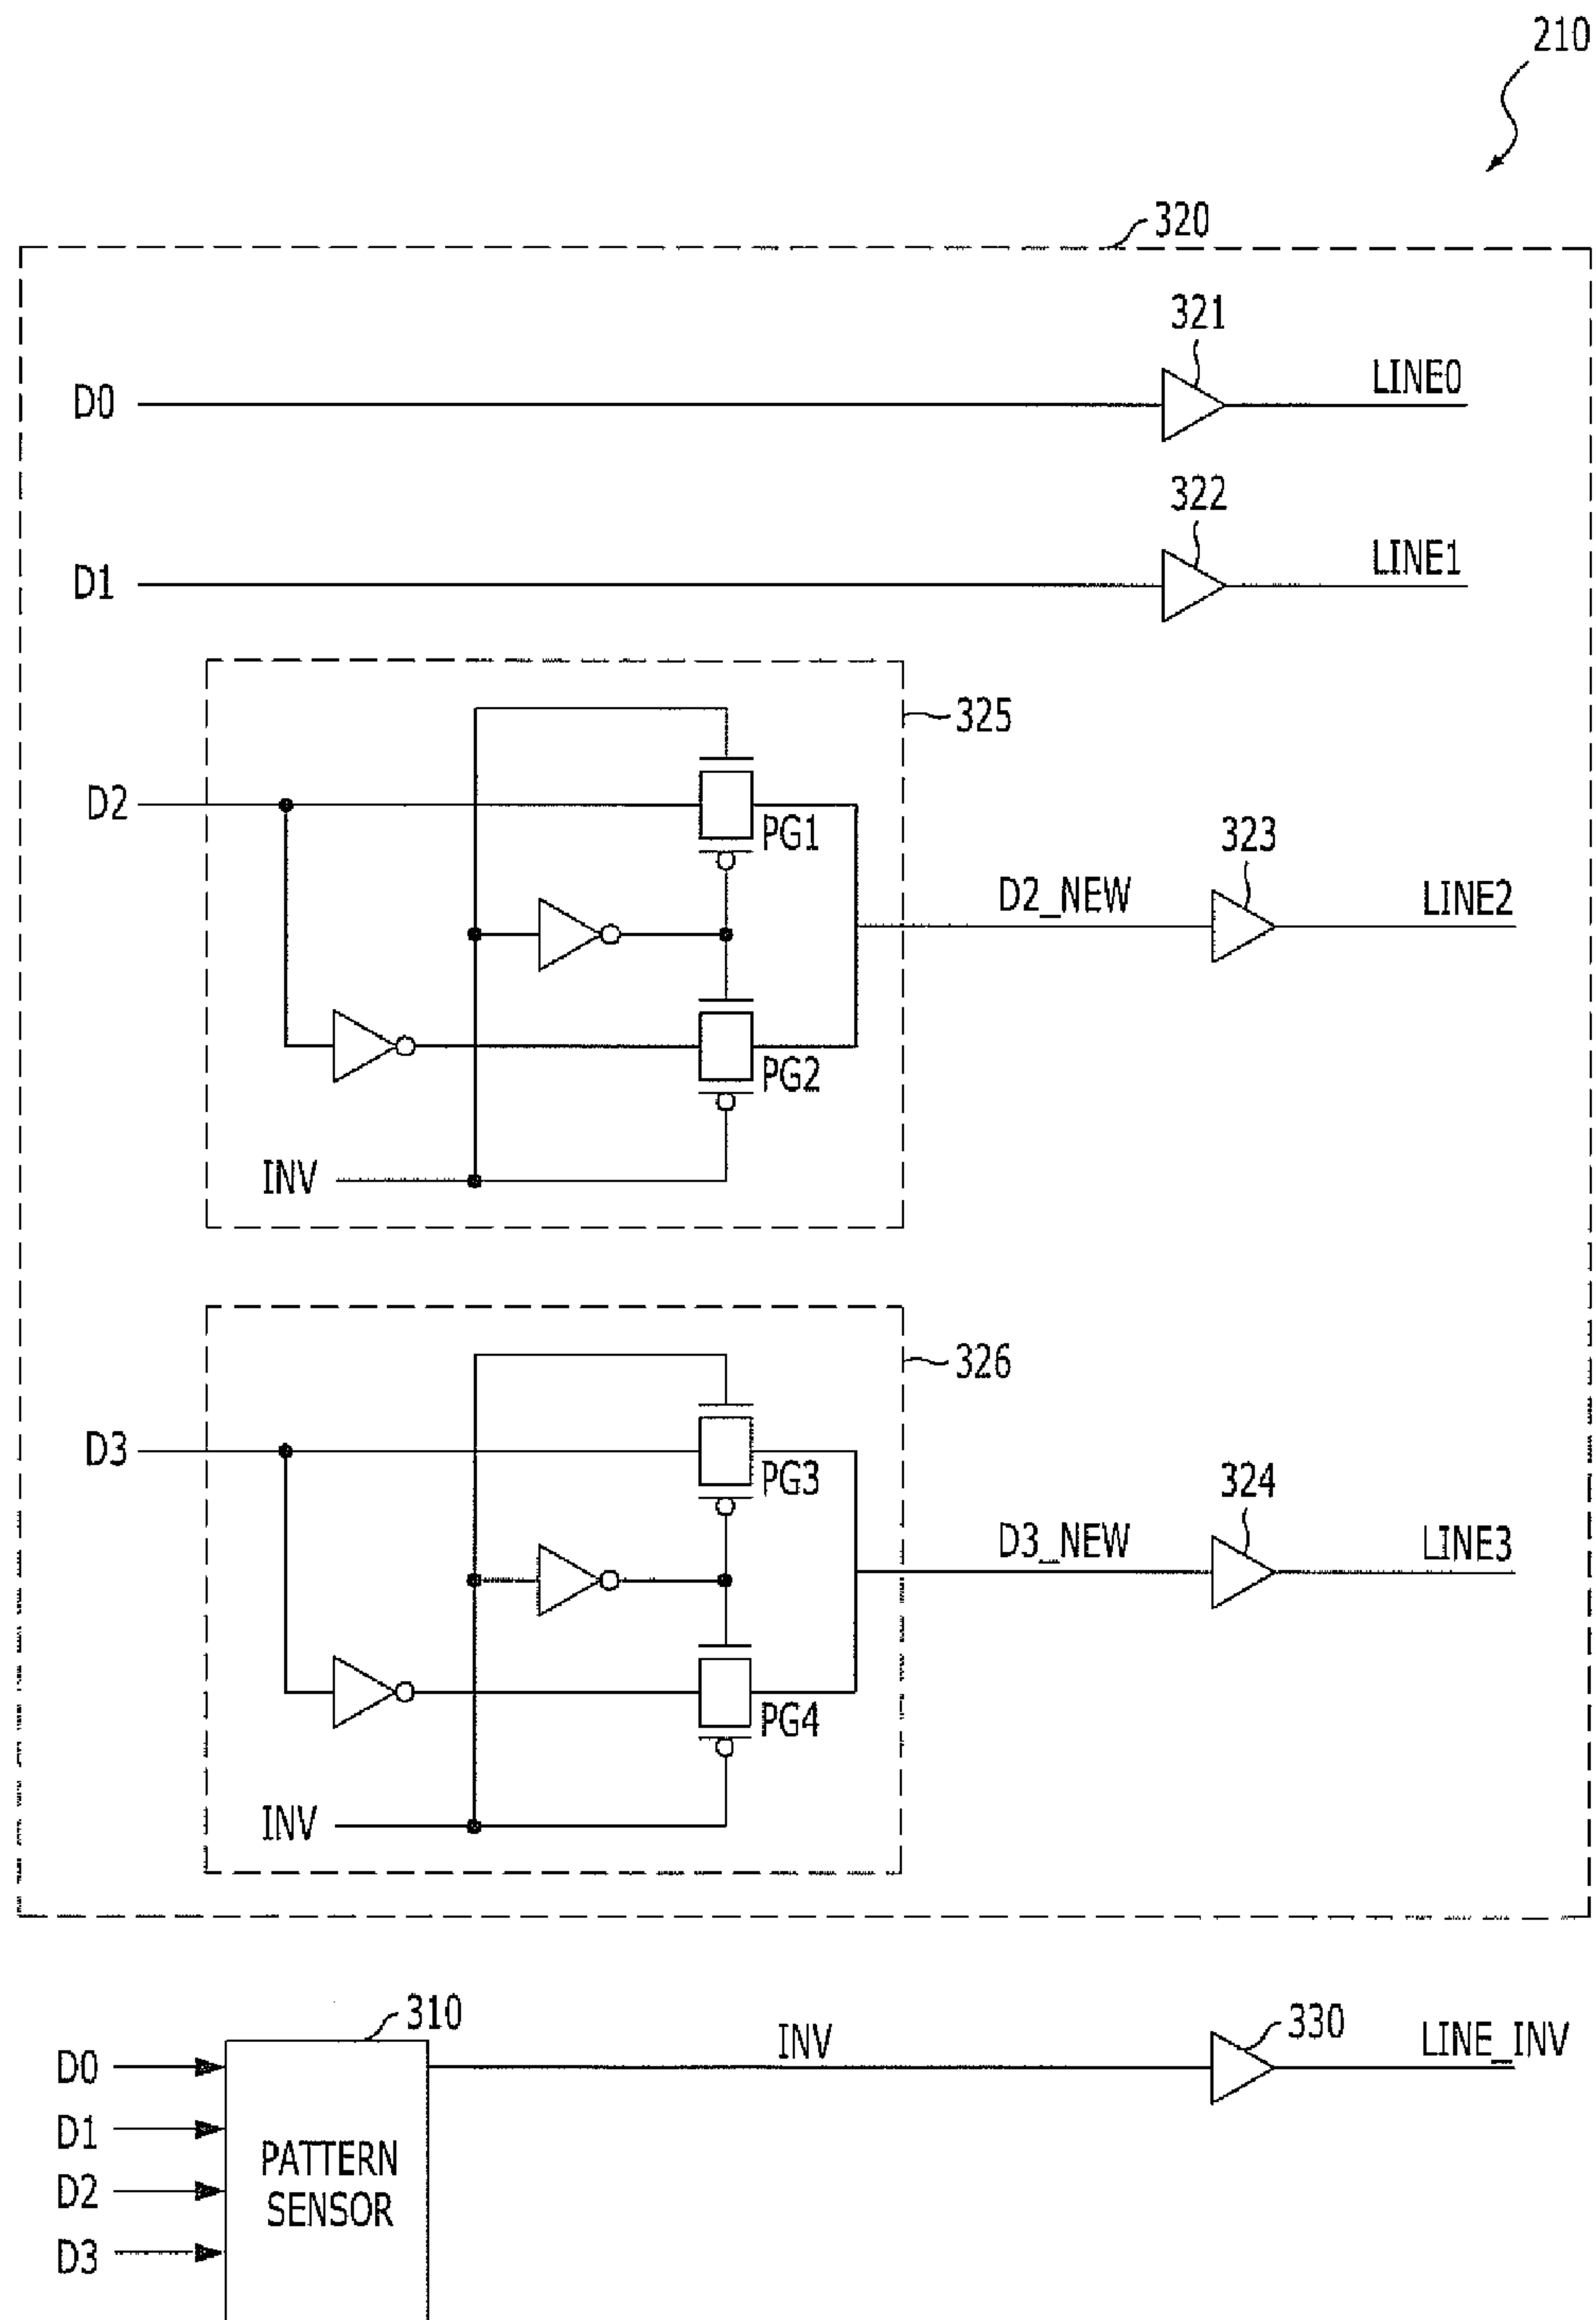 210
320
321
D0
LINE0
322
D1
LINE1
325
D2
PG1
323
D2_NEW
LINE2
PG2
INV
326
D3
PG3
324
D3_NEW
LINE3
PG4
INV
310
330
INV
LINE_INV
D0
D1
D2
D3
PATTERN
SENSOR